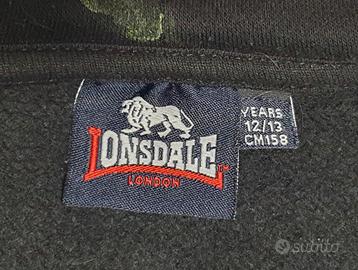 LONSDALE
LONDON
YEARS
12/13
CM158
subito